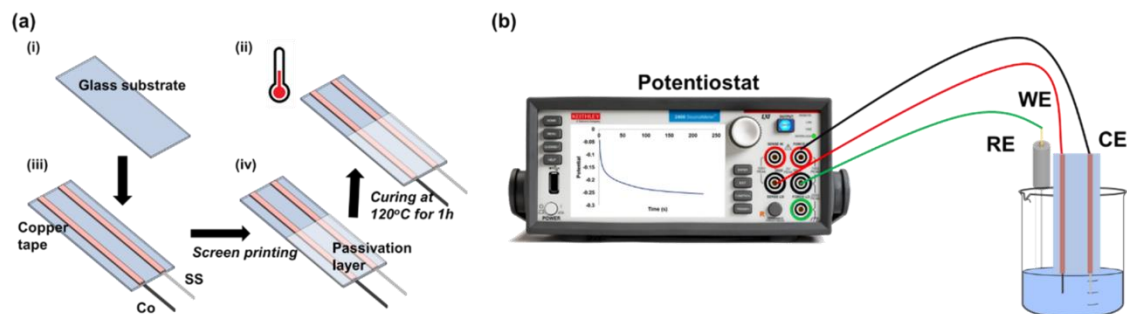 (a)
(i)
Glass substrate
(ii)
(iii)
Copper
tape
Co
SS
Screen printing
(iv)
Passivation
layer
Curing at
120°C for 1h
(b)
Potentiostat
KEITHLEY
POWER
Potential
0
-0.05
-0.1
-0.15
-0.2
-0.25
-0.3
0 50 100 150 200 250
Time (s)
WE
RE
CE